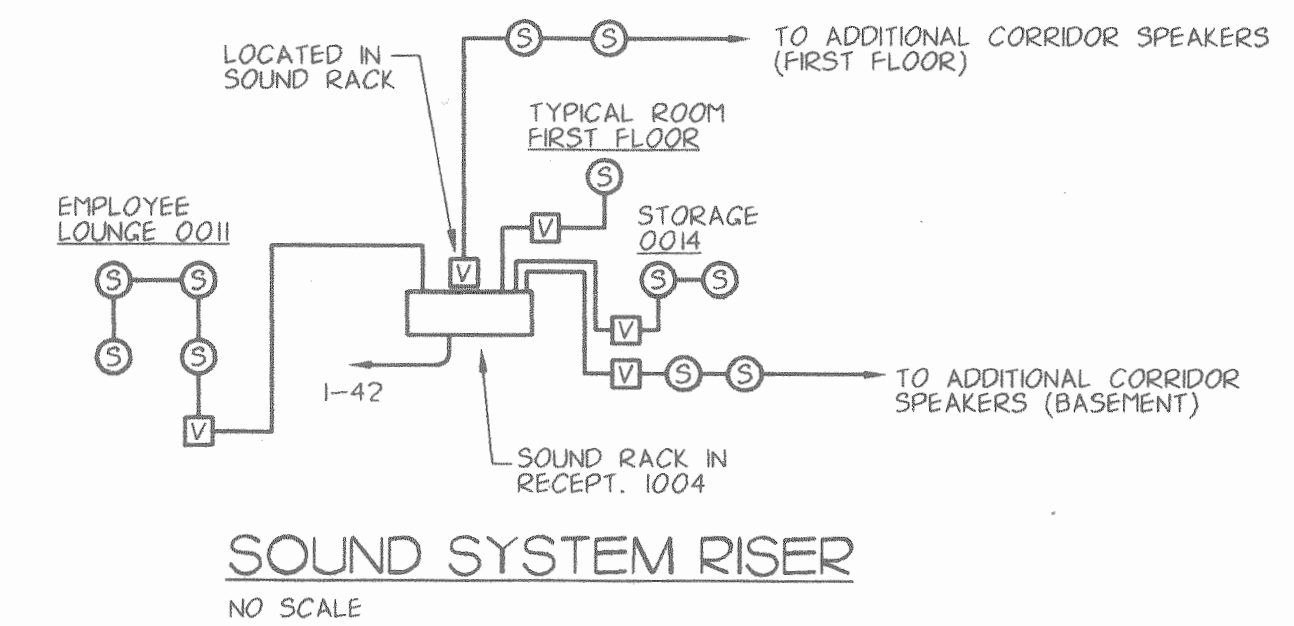 LOCATED IN
SOUND RACK
S
S
TO ADDITIONAL CORRIDOR SPEAKERS
(FIRST FLOOR)
TYPICAL ROOM
FIRST FLOOR
S
V
EMPLOYEE
LOUNGE 0011
S
S
S
S
V
V
STORAGE
0014
S
S
V
V
S
S
TO ADDITIONAL CORRIDOR
SPEAKERS (BASEMENT)
1-42
SOUND RACK IN
RECEPT. 1004
SOUND SYSTEM RISER
NO SCALE